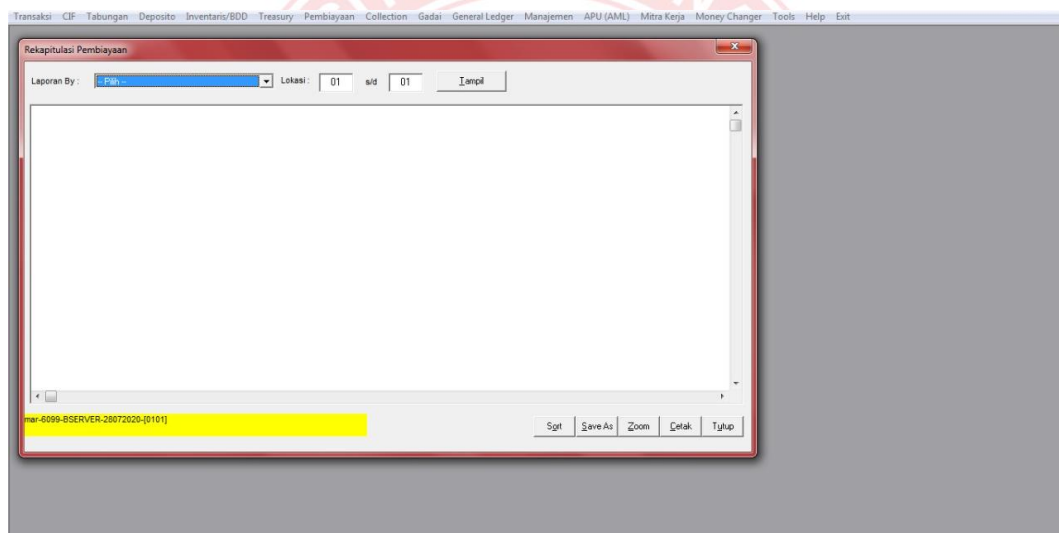 Transaksi CIF Tabungan Deposito Inventaris/BDD Treasury Pembiayaan Collection Gadai General Ledger Manajemen APU (AML) Mitra Kerja Money Changer Tools Help Exit
Rekapitulasi Pembiayaan
Laporan By : -- Pilih -- Lokasi : 01 s/d 01 Tampil
mar-6099-BSERVER-28072020-[0101]
Sort Save As Zoom Cetak Tutup